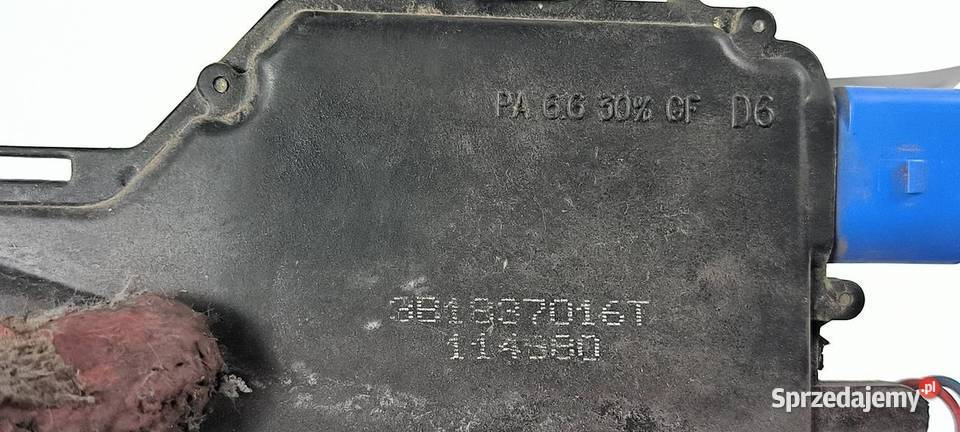 PA 6.6 30% GF D6
3B1837016T
114380
Sprzedajemy.pl